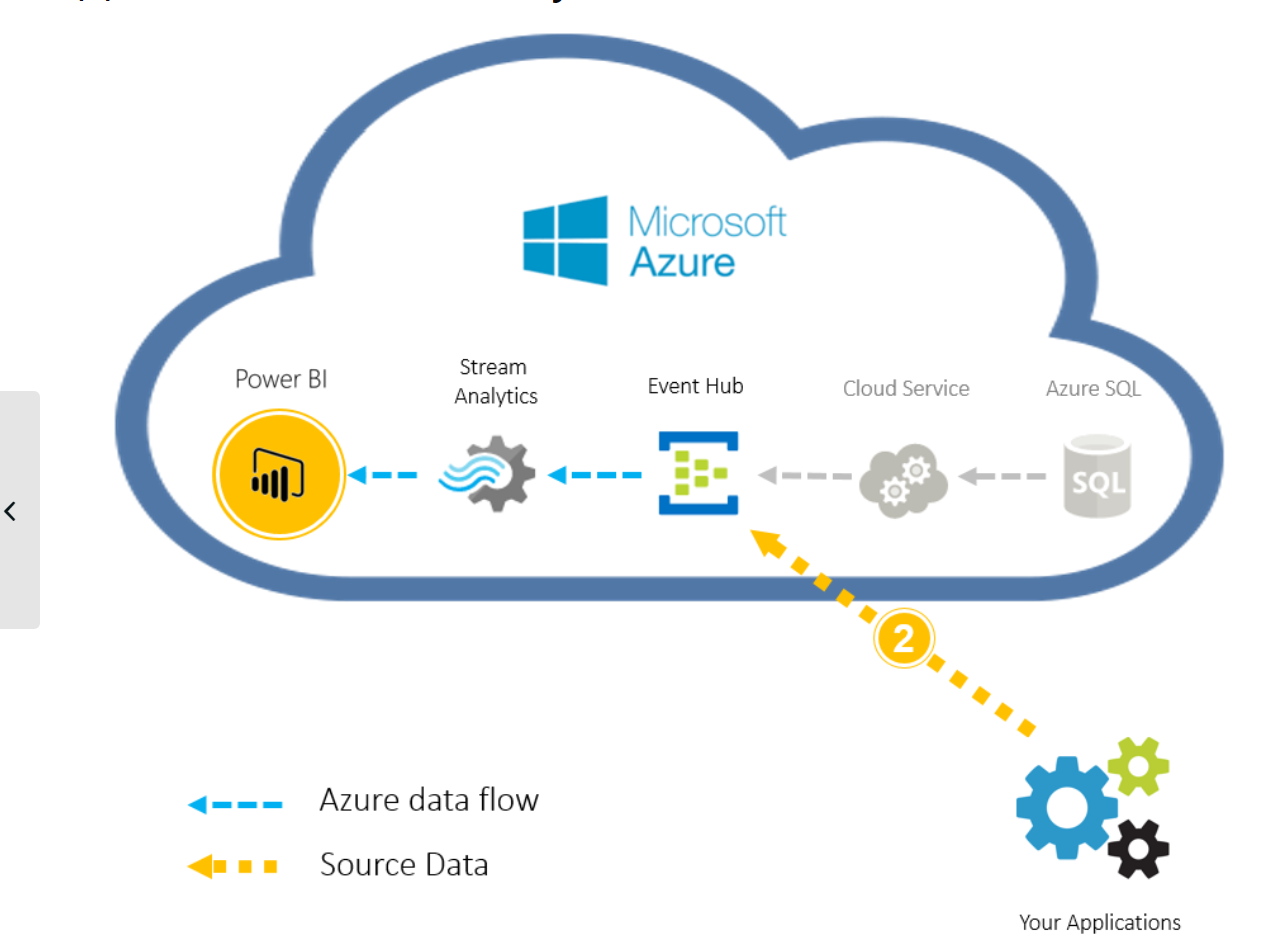 Microsoft
Azure
Power BI
Stream
Analytics
Event Hub
Cloud Service
Azure SQL
SQL
2
Azure data flow
Source Data
Your Applications